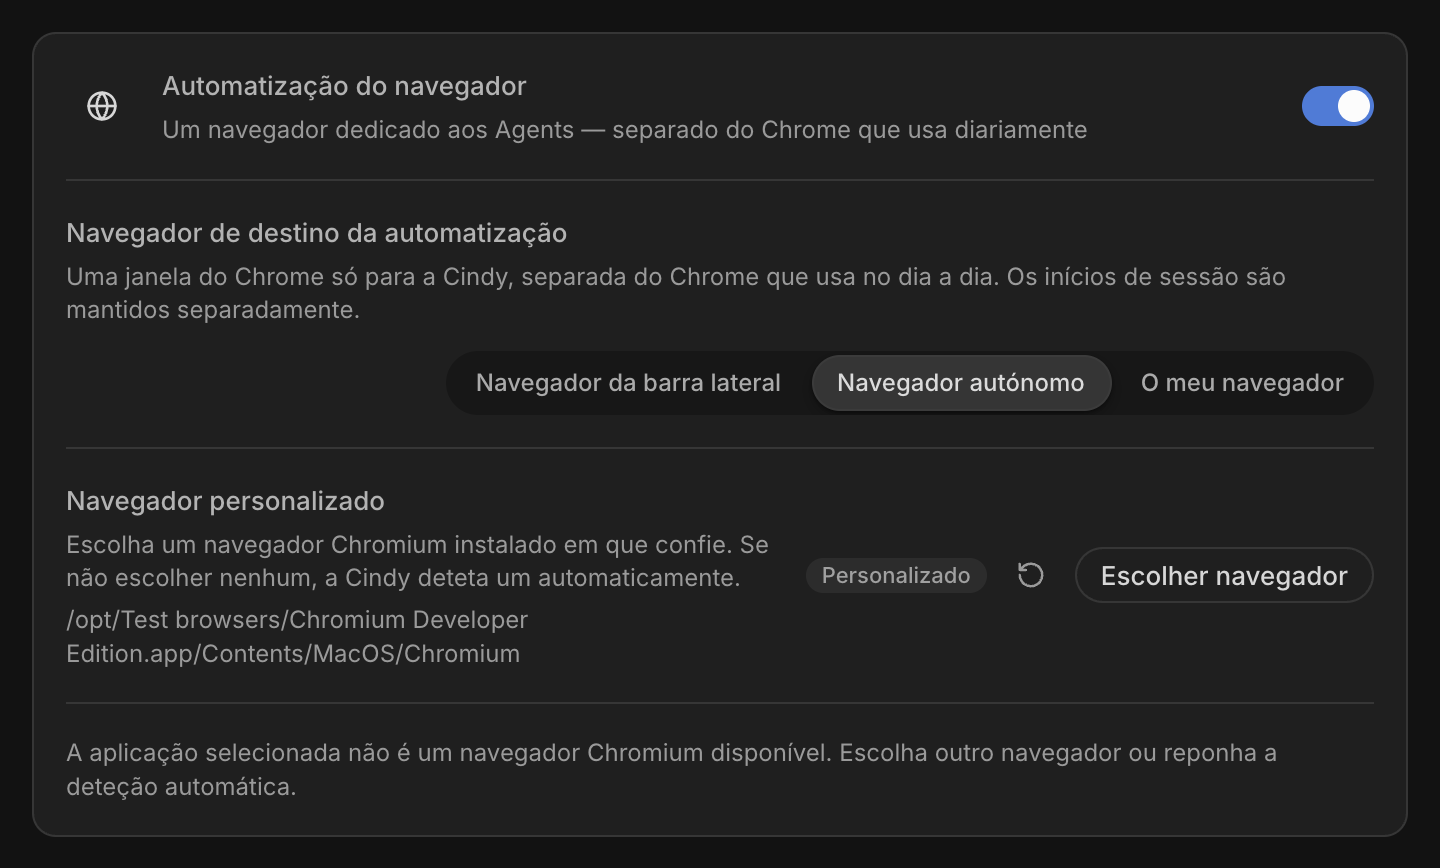 Automatização do navegador
Um navegador dedicado aos Agents — separado do Chrome que usa diariamente
Navegador de destino da automatização
Uma janela do Chrome só para a Cindy, separada do Chrome que usa no dia a dia. Os inícios de sessão são
mantidos separadamente.
Navegador da barra lateral
Navegador autónomo
O meu navegador
Navegador personalizado
Escolha um navegador Chromium instalado em que confie. Se
não escolher nenhum, a Cindy deteta um automaticamente.
/opt/Test browsers/Chromium Developer
Edition.app/Contents/MacOS/Chromium
Personalizado
Escolher navegador
A aplicação selecionada não é um navegador Chromium disponível. Escolha outro navegador ou reponha a
deteção automática.